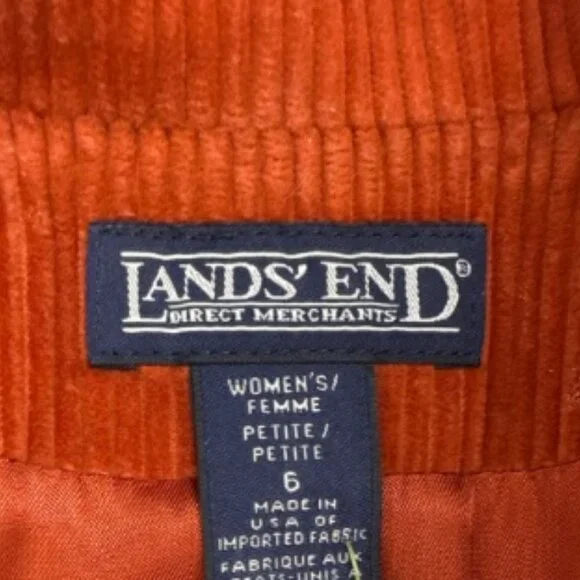 LANDS' END®
DIRECT MERCHANTS
WOMEN'S/
FEMME
PETITE/
PETITE
6
MADE IN
USA OF
IMPORTED FABRIC
FABRIQUE AUX